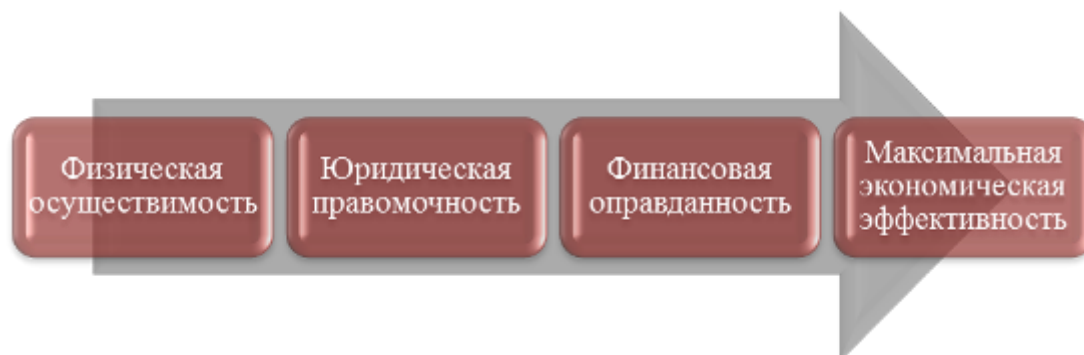 Физическая
осуществимость
Юридическая
правомочность
Финансовая
оправданность
Максимальная
экономическая
эффективность